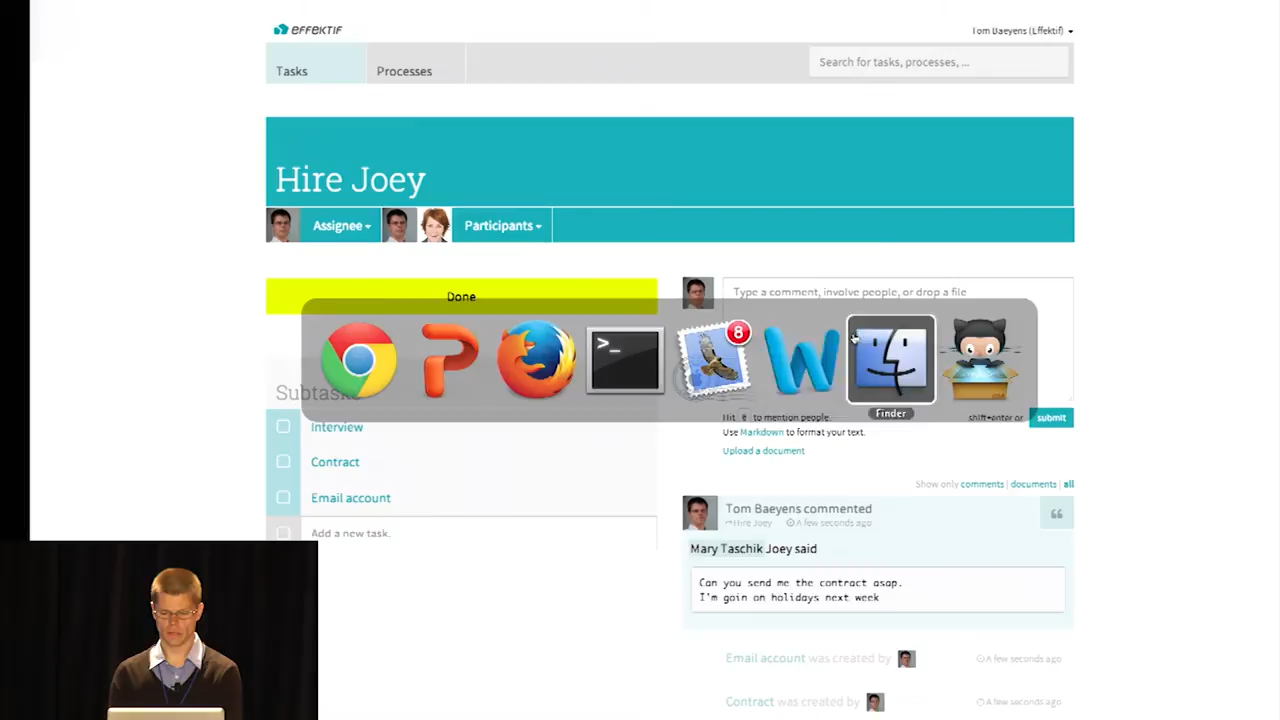 EFFEKTIF
Tom Baeyens (Effektif)
Tasks
Processes
Search for tasks, processes, ...
Hire Joey
Assignee
Participants
Done
Type a comment, involve people, or drop a file
>_
8
Finder
Subtasks
Interview
Contract
Email account
Add a new task.
Hit @ to mention people.
shift+enter or
submit
Use Markdown to format your text.
Upload a document
Show only comments | documents | all
Tom Baeyens commented
Hire Joey
A few seconds ago
Mary Taschik Joey said
Can you send me the contract asap.
I'm goin on holidays next week
Email account was created by
A few seconds ago
Contract was created by
A few seconds ago